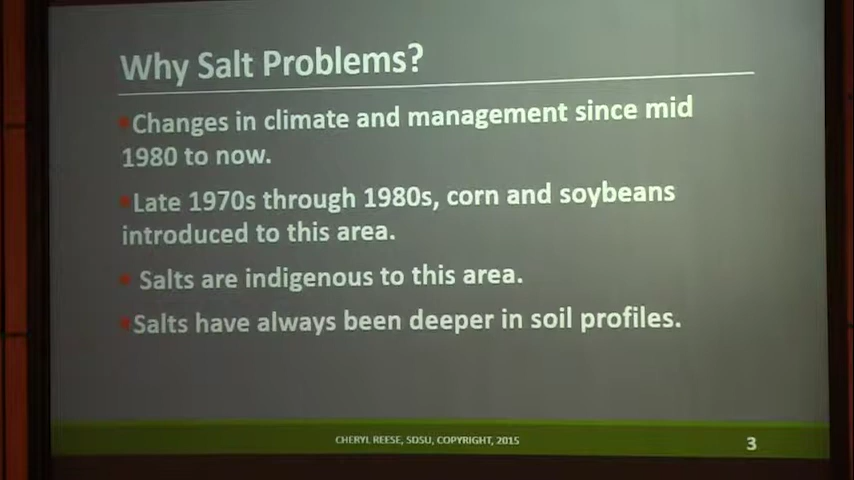 Why Salt Problems?
▪Changes in climate and management since mid
1980 to now.
▪Late 1970s through 1980s, corn and soybeans
introduced to this area.
▪ Salts are indigenous to this area.
▪Salts have always been deeper in soil profiles.
CHERYL REESE, SDSU, COPYRIGHT, 2015
3